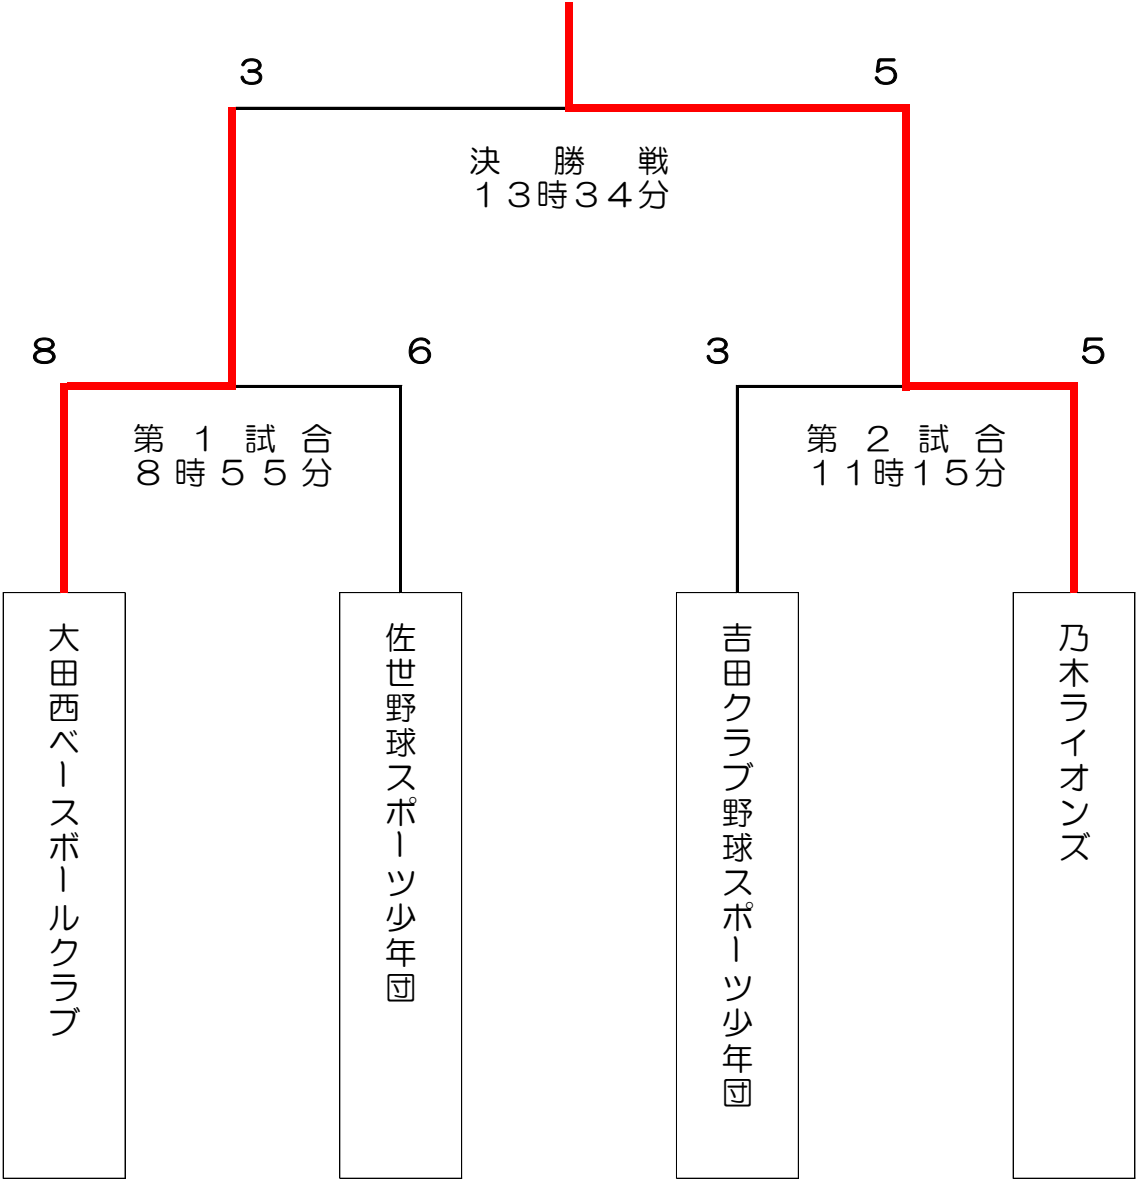 3
5
決勝戦
13時34分
8
6
3
5
第1試合
8時55分
第2試合
11時15分
大田西ベースボールクラブ
佐世野球スポーツ少年団
吉田クラブ野球スポーツ少年団
乃木ライオンズ